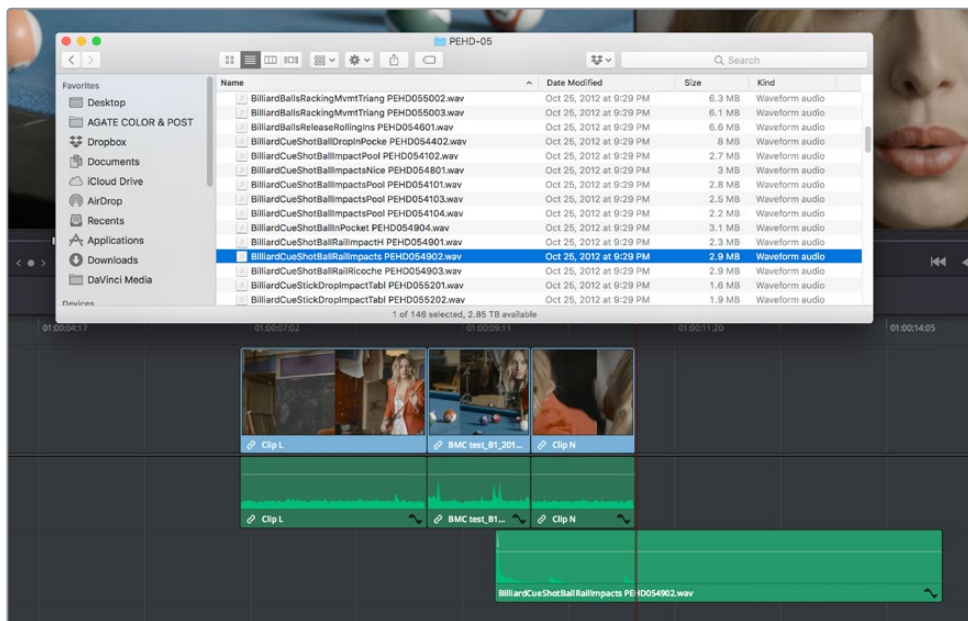 PEHD-05
Search
Favorites
Desktop
AGATE COLOR & POST
Dropbox
Documents
iCloud Drive
AirDrop
Recents
Applications
Downloads
DaVinci Media
Devices
Name Date Modified Size Kind
BilliardBallsRackingMvmtTriang PEHD055002.wav Oct 25, 2012 at 9:29 PM 6.3 MB Waveform audio
BilliardBallsRackingMvmtTriang PEHD055003.wav Oct 25, 2012 at 9:29 PM 6.1 MB Waveform audio
BilliardBallsReleaseRollingIns PEHD054601.wav Oct 25, 2012 at 9:29 PM 6.6 MB Waveform audio
BilliardCueShotBallDropInPocke PEHD054402.wav Oct 25, 2012 at 9:29 PM 8 MB Waveform audio
BilliardCueShotBallImpactPool PEHD054102.wav Oct 25, 2012 at 9:29 PM 2.7 MB Waveform audio
BilliardCueShotBallImpactsNice PEHD054801.wav Oct 25, 2012 at 9:29 PM 3 MB Waveform audio
BilliardCueShotBallImpactsPool PEHD054101.wav Oct 25, 2012 at 9:29 PM 2.8 MB Waveform audio
BilliardCueShotBallImpactsPool PEHD054103.wav Oct 25, 2012 at 9:29 PM 2.5 MB Waveform audio
BilliardCueShotBallImpactsPool PEHD054104.wav Oct 25, 2012 at 9:29 PM 2.2 MB Waveform audio
BilliardCueShotBallInPocket PEHD054904.wav Oct 25, 2012 at 9:29 PM 3.1 MB Waveform audio
BilliardCueShotBallRailImpactH PEHD054901.wav Oct 25, 2012 at 9:29 PM 2.3 MB Waveform audio
BilliardCueShotBallRailImpacts PEHD054902.wav Oct 25, 2012 at 9:29 PM 2.9 MB Waveform audio
BilliardCueShotBallRailRicoche PEHD054903.wav Oct 25, 2012 at 9:29 PM 2.9 MB Waveform audio
BilliardCueStickDropImpactTabl PEHD055201.wav Oct 25, 2012 at 9:29 PM 1.6 MB Waveform audio
BilliardCueStickDropImpactTabl PEHD055202.wav Oct 25, 2012 at 9:29 PM 1.9 MB Waveform audio
1 of 146 selected, 2.85 TB available
01:00:04:17 01:00:07:02 01:00:09:11 01:00:11:20 01:00:14:05
Clip L BMC test_B1_201... Clip N
Clip L BMC test_B1... Clip N
BilliardCueShotBallRailImpacts PEHD054902.wav